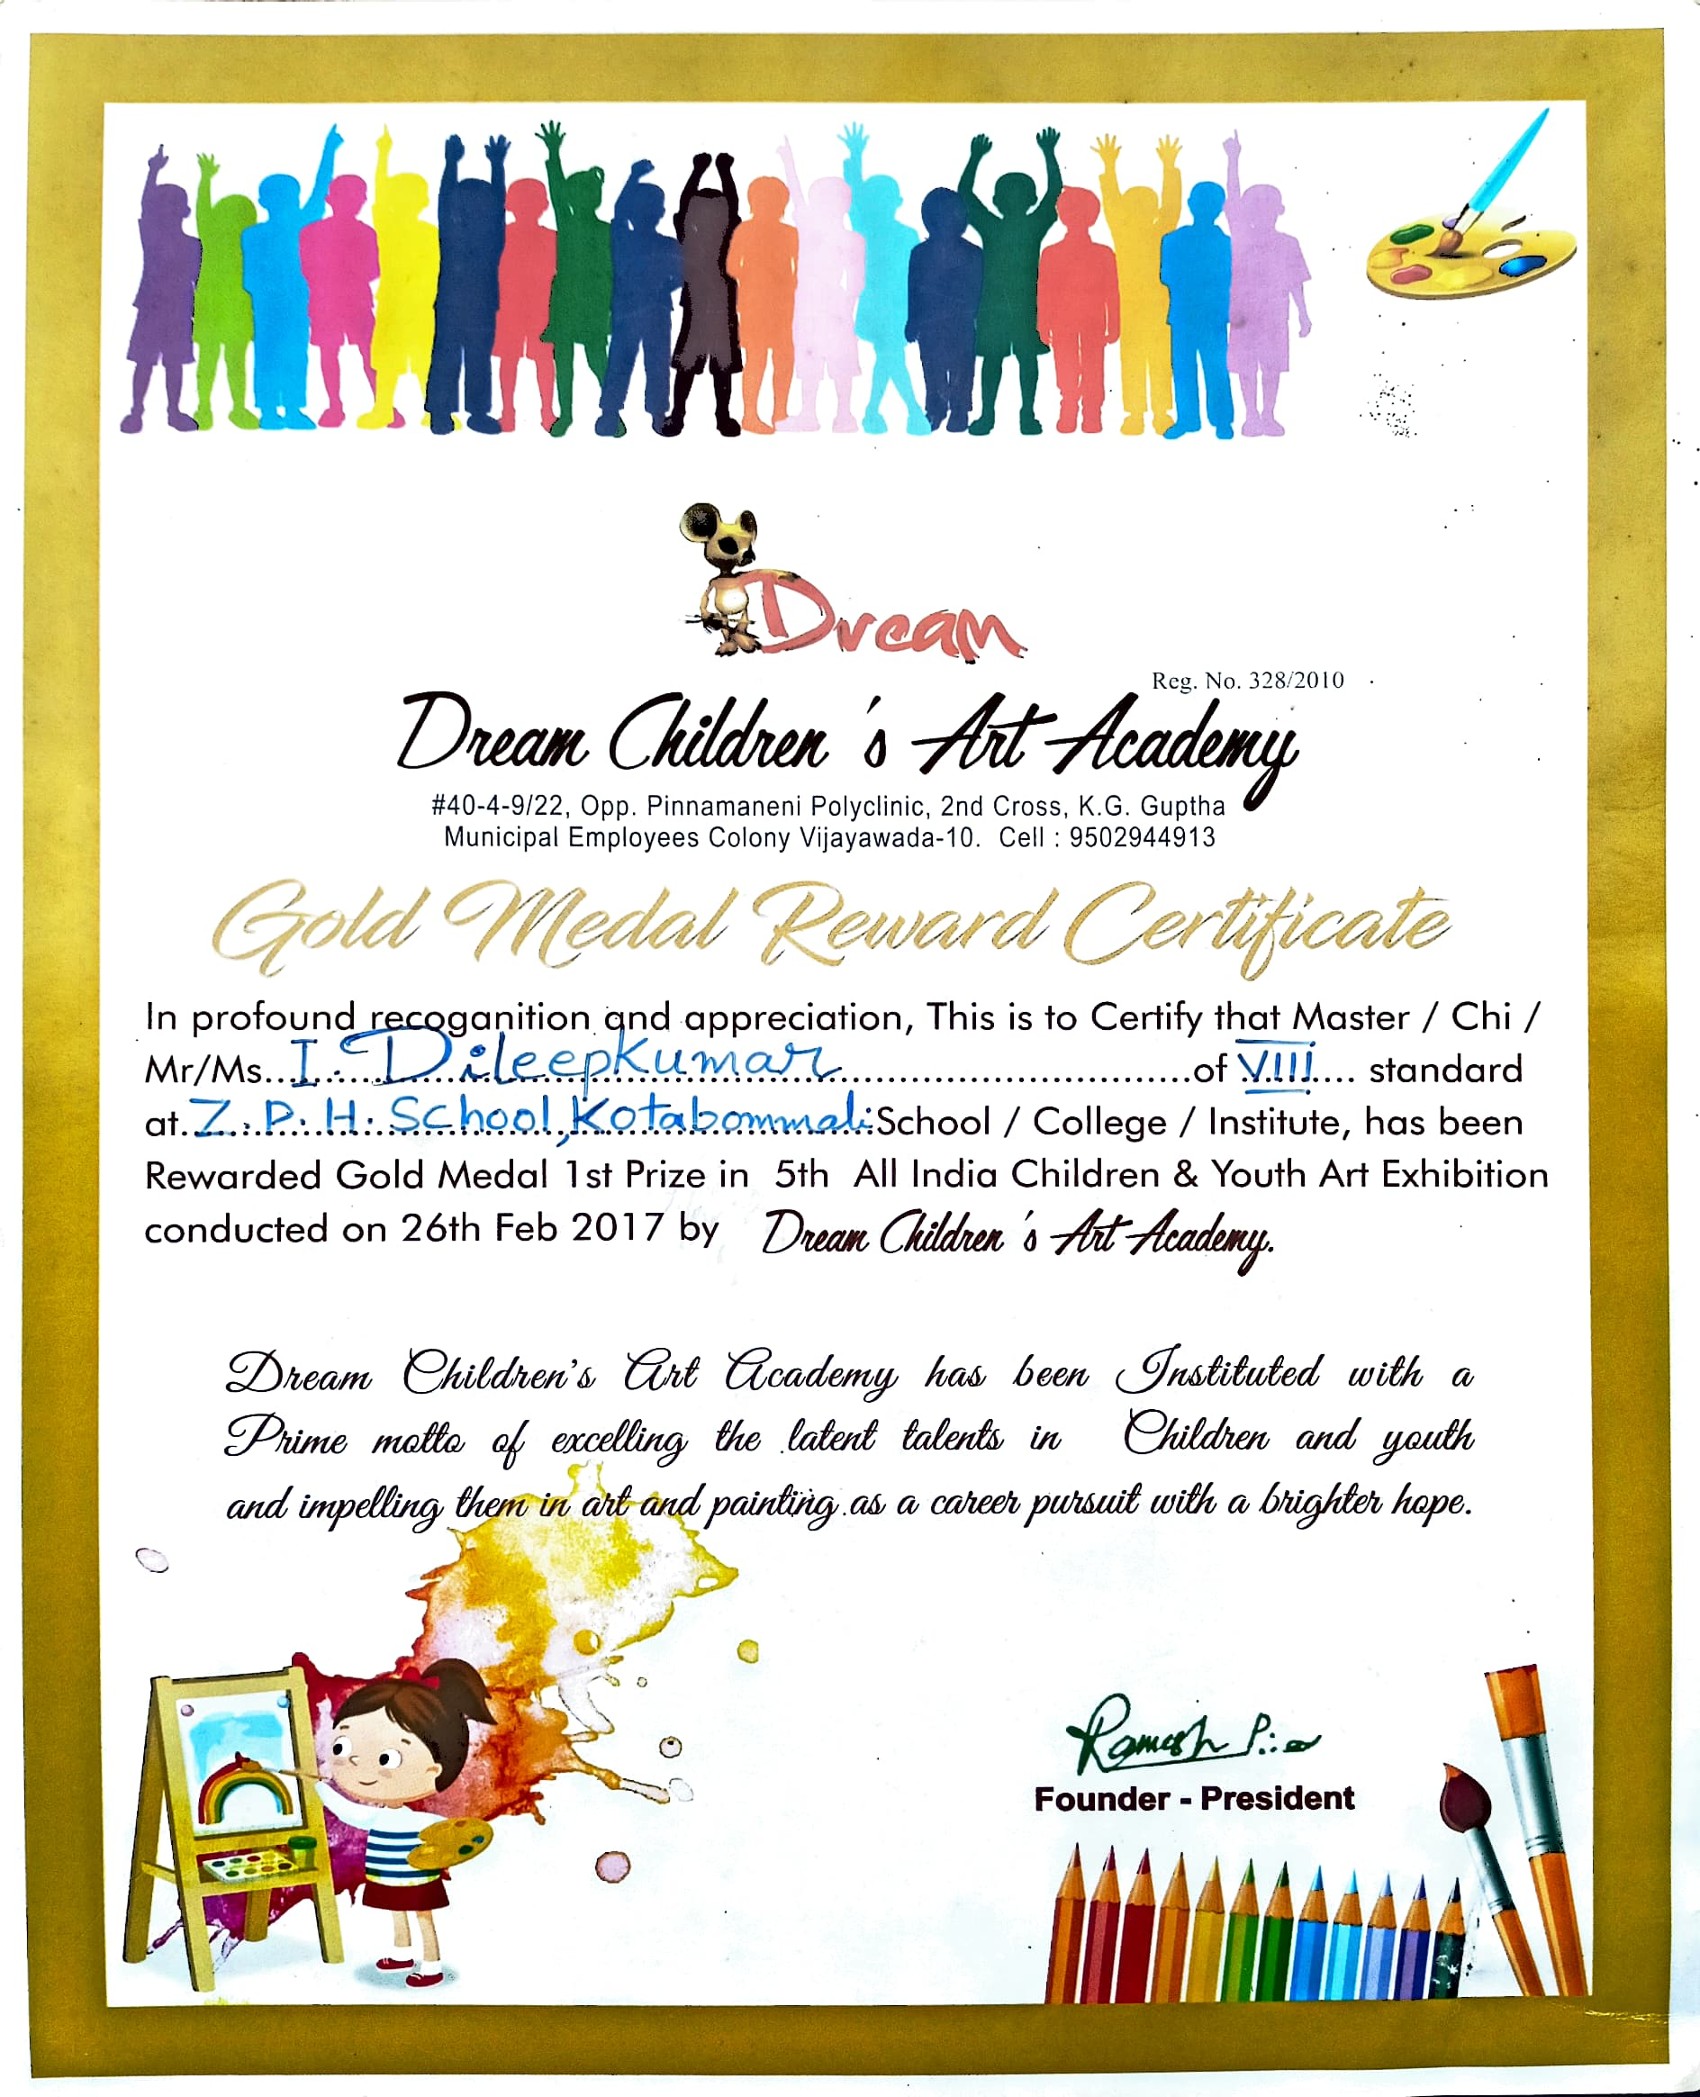 Dream
Reg. No. 328/2010
Dream Children's Art Academy
#40-4-9/22, Opp. Pinnamaneni Polyclinic, 2nd Cross, K.G. Guptha
Municipal Employees Colony Vijayawada-10. Cell : 9502944913
Gold Medal Reward Certificate
In profound recoganition and appreciation, This is to Certify that Master / Chi /
Mr/Ms...I. Dileepkumar...of VIII... standard
at. Z. P. H. School, Kotabommali School / College / Institute, has been
Rewarded Gold Medal 1st Prize in 5th All India Children & Youth Art Exhibition
conducted on 26th Feb 2017 by Dream Children's Art Academy.
Dream Children's Art Academy has been Instituted with a
Prime motto of excelling the latent talents in Children and youth
and impelling them in art and painting as a career pursuit with a brighter hope.
Ramesh
Founder - President